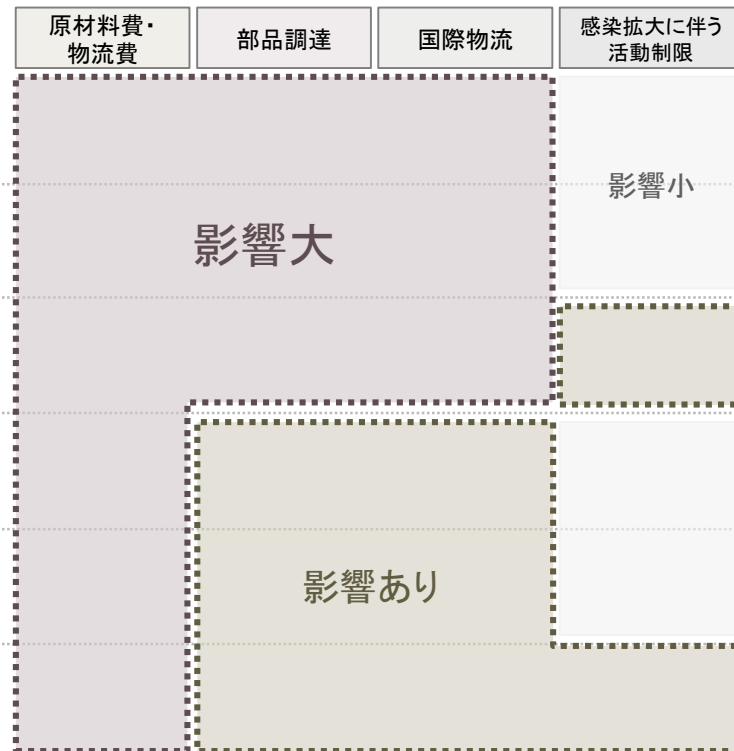 原材料費・
物流費
部品調達
国際物流
感染拡大に伴う
活動制限
影響小
影響大
影響あり